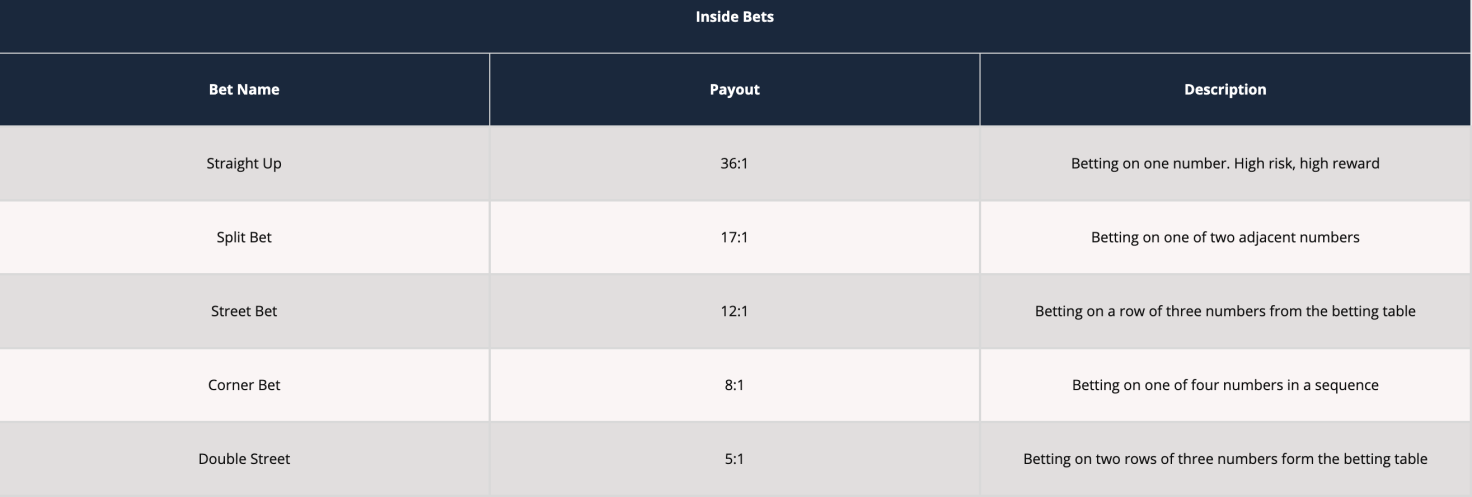 Inside Bets
Bet Name Payout Description
Straight Up 36:1 Betting on one number. High risk, high reward
Split Bet 17:1 Betting on one of two adjacent numbers
Street Bet 12:1 Betting on a row of three numbers from the betting table
Corner Bet 8:1 Betting on one of four numbers in a sequence
Double Street 5:1 Betting on two rows of three numbers form the betting table